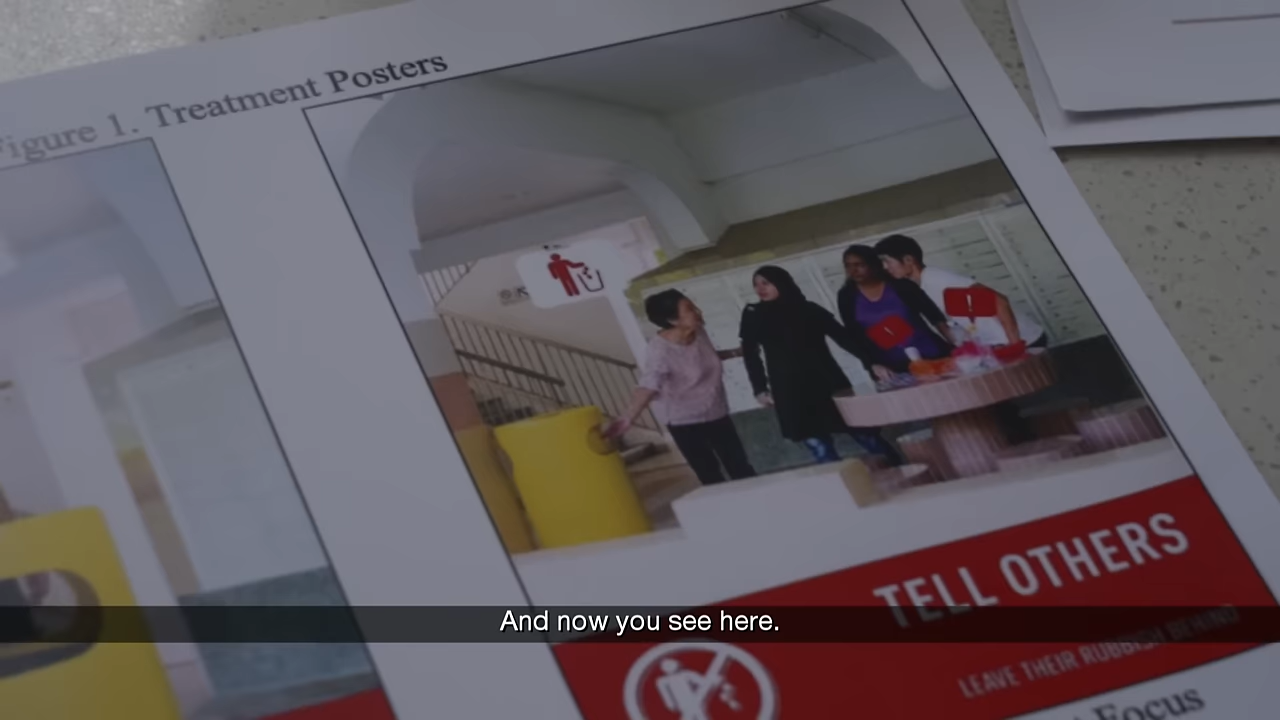 Figure 1. Treatment Posters
TELL OTHERS
LEAVE THEIR RUBBISH BEHIND
Focus
And now you see here.